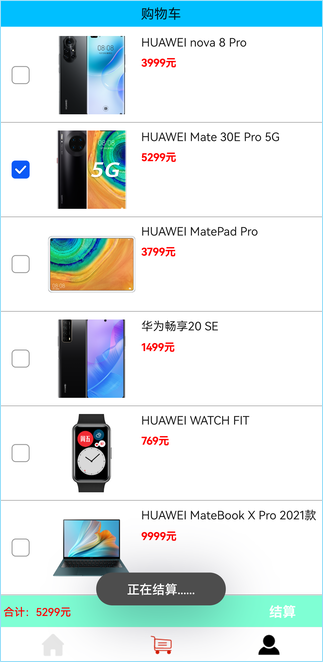 购物车
HUAWEI nova 8 Pro
3999元
HUAWEI Mate 30E Pro 5G
5299元
5G
HUAWEI MatePad Pro
3799元
华为畅享20 SE
1499元
HUAWEI WATCH FIT
769元
HUAWEI MateBook X Pro 2021款
9999元
正在结算......
合计：5299元
结算